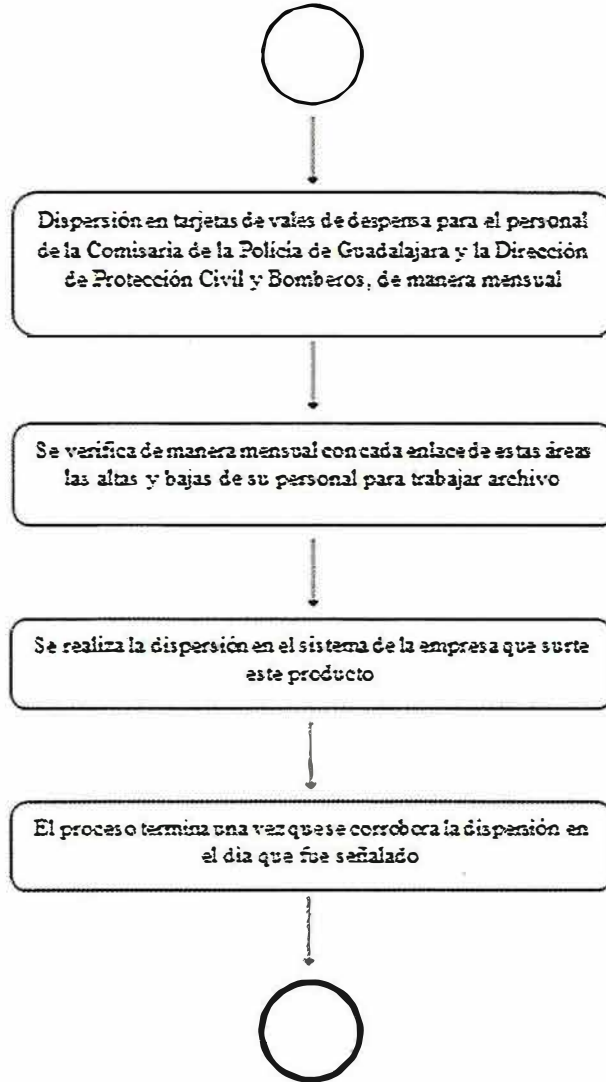 Dispersión en tarjetas de vales de despensa para el personal
de la Comisaria de la Policía de Guadalajara y la Dirección
de Protección Civil y Bomberos, de manera mensual
Se verifica de manera mensual con cada enlace de estas áreas
las altas y bajas de su personal para trabajar archivo
Se realiza la dispersión en el sistema de la empresa que surte
este producto
El proceso termina una vez que se corrobora la dispersión en
el día que fue señalado